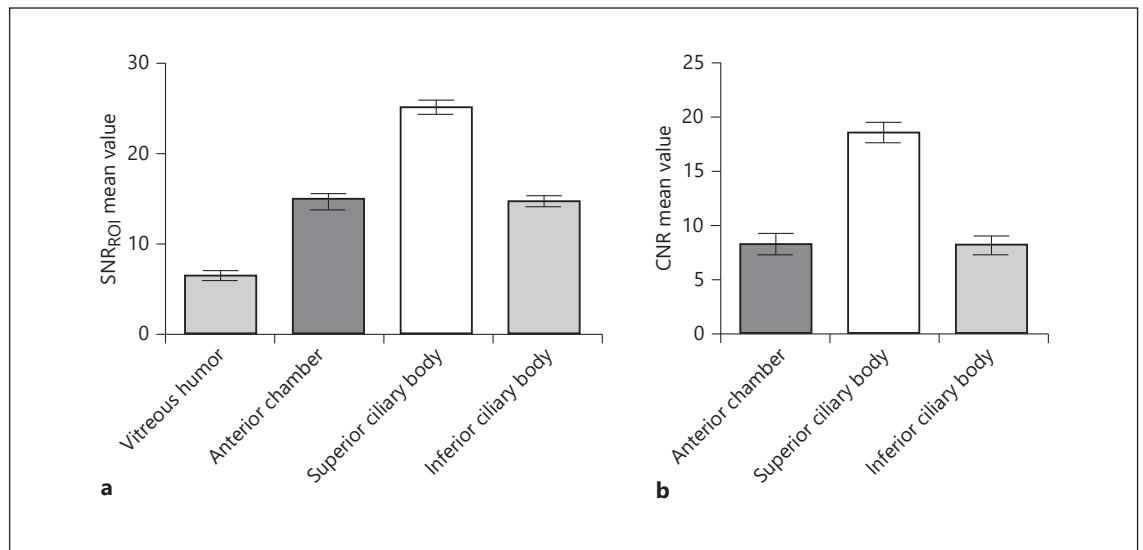 30
20
10
0
SNRROI mean value
Vitreous humor
Anterior chamber
Superior ciliary body
Inferior ciliary body
a
25
20
15
10
5
0
CNR mean value
Anterior chamber
Superior ciliary body
Inferior ciliary body
b